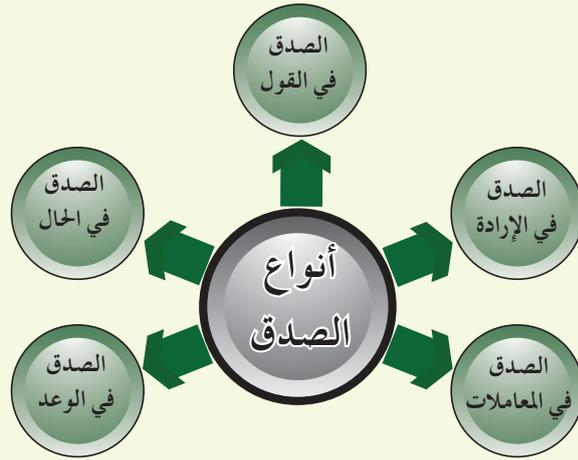 الصدق
في القول
الصدق
في الإرادة
الصدق
في المعاملات
الصدق
في الوعد
الصدق
في الحال
أنواع
الصدق